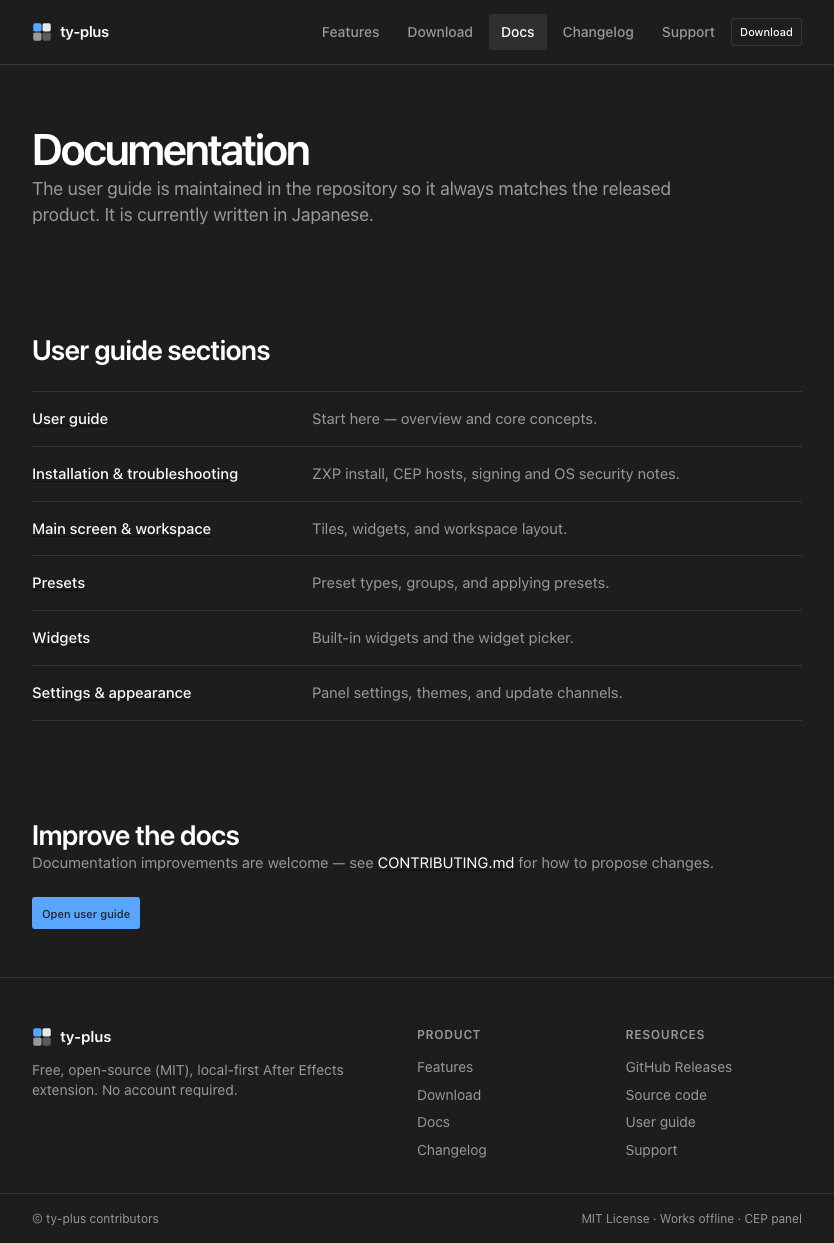 ty-plus
Features
Download
Docs
Changelog
Support
Download
Documentation
The user guide is maintained in the repository so it always matches the released
product. It is currently written in Japanese.
User guide sections
User guide
Start here — overview and core concepts.
Installation & troubleshooting
ZXP install, CEP hosts, signing and OS security notes.
Main screen & workspace
Tiles, widgets, and workspace layout.
Presets
Preset types, groups, and applying presets.
Widgets
Built-in widgets and the widget picker.
Settings & appearance
Panel settings, themes, and update channels.
Improve the docs
Documentation improvements are welcome — see CONTRIBUTING.md for how to propose changes.
Open user guide
ty-plus
Free, open-source (MIT), local-first After Effects
extension. No account required.
PRODUCT
Features
Download
Docs
Changelog
RESOURCES
GitHub Releases
Source code
User guide
Support
© ty-plus contributors
MIT License · Works offline · CEP panel